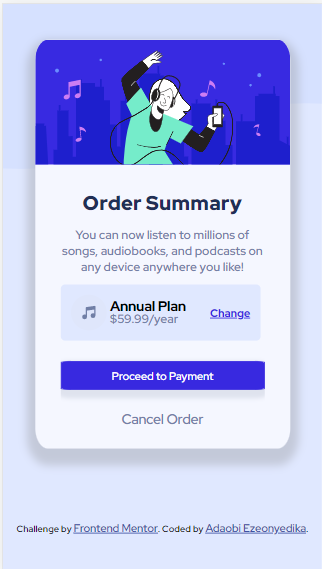 Order Summary
You can now listen to millions of
songs, audiobooks, and podcasts on
any device anywhere you like!
Annual Plan
$59.99/year
Change
Proceed to Payment
Cancel Order
Challenge by Frontend Mentor. Coded by Adaobi Ezeonyedika.